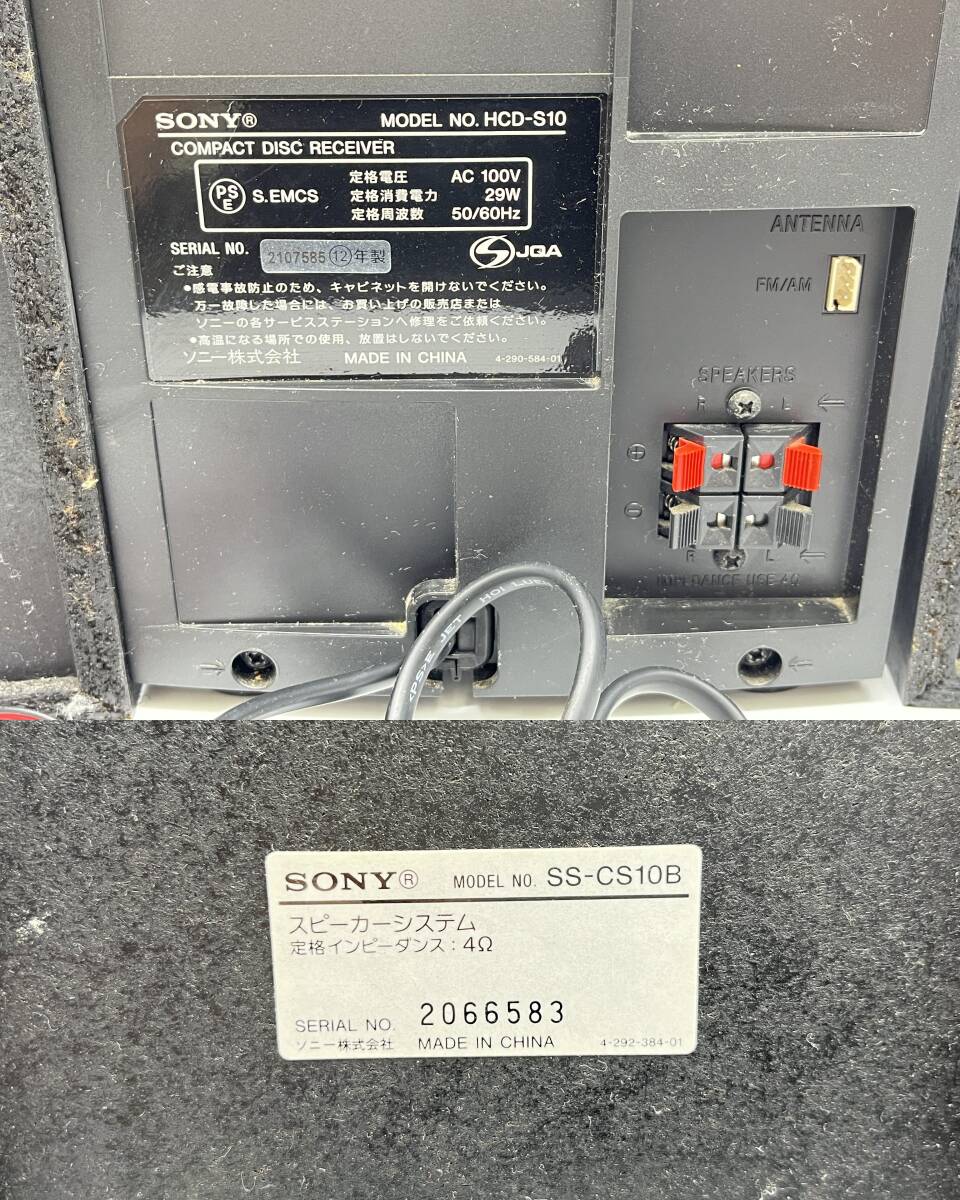 SONY® MODEL NO. HCD-S10
COMPACT DISC RECEIVER
PSE S.EMCS
定格電圧 AC 100V
定格消費電力 29W
定格周波数 50/60Hz
SERIAL NO. 2107585 ⑫年製
JQA
ご注意
•感電事故防止のため、キャビネットを開けないでください。
万一故障した場合には、お買い上げの販売店または
ソニーの各サービスステーションへ修理をご依頼ください。
•高温になる場所での使用、放置はしないでください。
ソニー株式会社 MADE IN CHINA 4-290-584-01
ANTENNA
FM/AM
SPEAKERS
R L ←
⊕
⊖
R L ←
IMPEDANCE USE 4Ω
→ ←
<PS>E JET
SONY® MODEL NO. SS-CS10B
スピーカーシステム
定格インピーダンス：4Ω
SERIAL NO. 2066583
ソニー株式会社 MADE IN CHINA 4-292-384-01